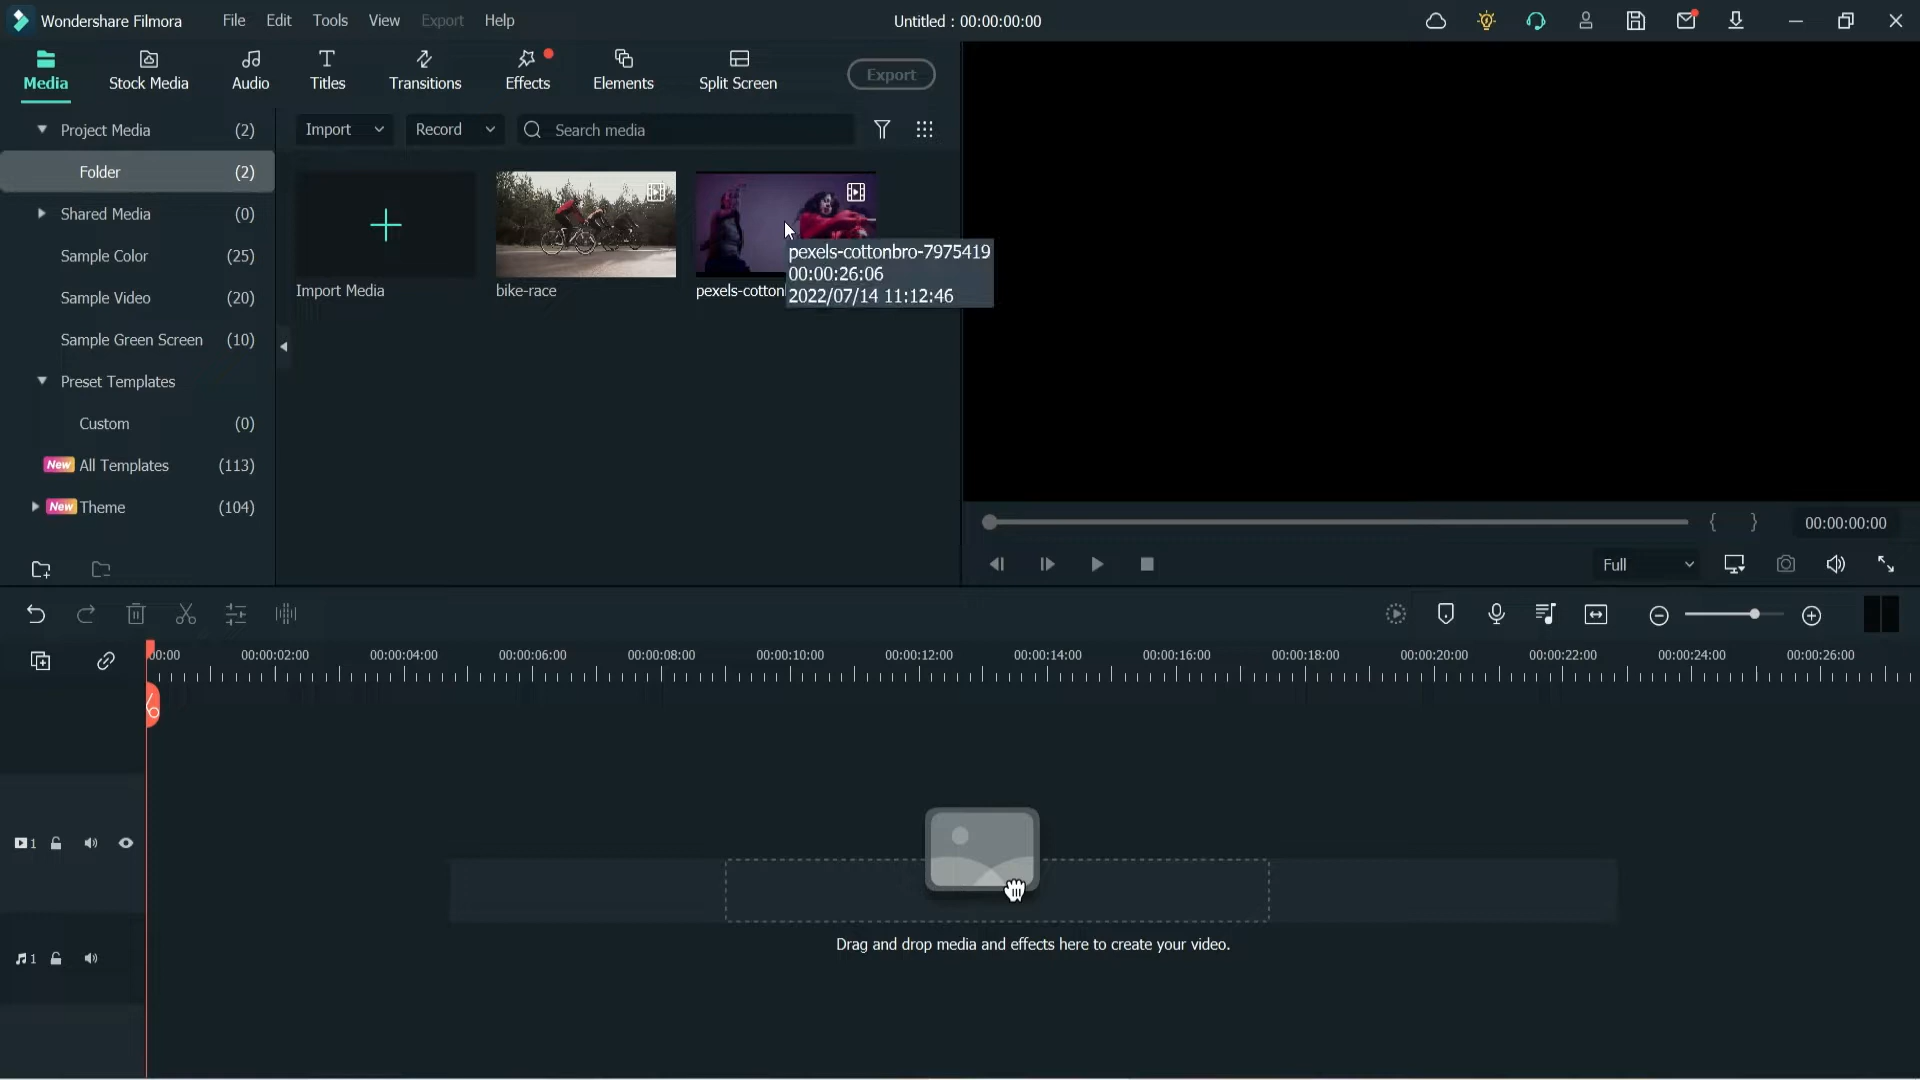 Wondershare Filmora File Edit Tools View Export Help Untitled : 00:00:00:00
Media Stock Media Audio Titles Transitions Effects Elements Split Screen Export
Project Media (2)
Folder (2)
Shared Media (0)
Sample Color (25)
Sample Video (20)
Sample Green Screen (10)
Preset Templates
Custom (0)
New All Templates (113)
New Theme (104)
Import Record Search media
Import Media bike-race pexels-cotton
pexels-cottonbro-7975419
00:00:26:06
2022/07/14 11:12:46
{ } 00:00:00:00
Full
00:00 00:00:02:00 00:00:04:00 00:00:06:00 00:00:08:00 00:00:10:00 00:00:12:00 00:00:14:00 00:00:16:00 00:00:18:00 00:00:20:00 00:00:22:00 00:00:24:00 00:00:26:00
1
Drag and drop media and effects here to create your video.
1